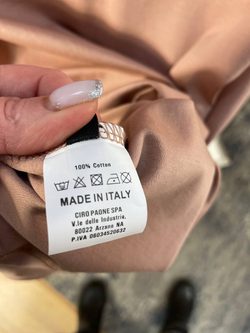 100% Cotton
MADE IN ITALY
CIRO PAONE SPA
V.le delle Industrie,
80022 Arzano NA
P.IVA 06034520632